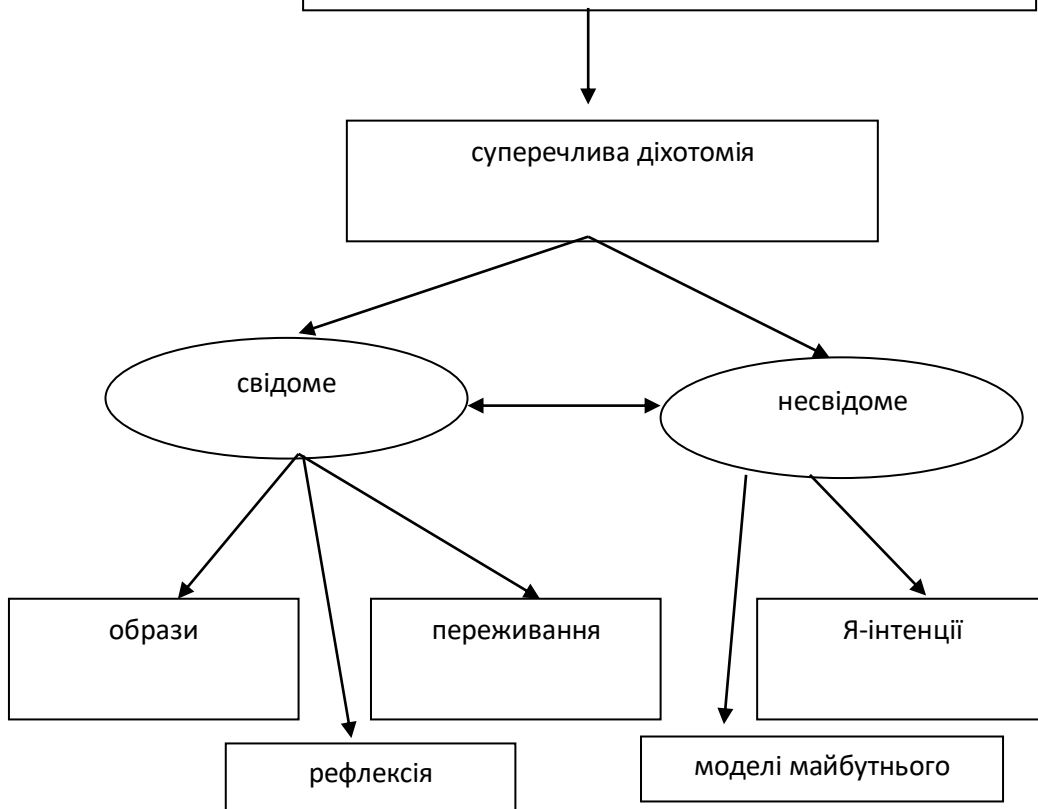 суперечлива діхотомія
свідоме
несвідоме
образи
переживання
Я-інтенції
рефлексія
моделі майбутнього